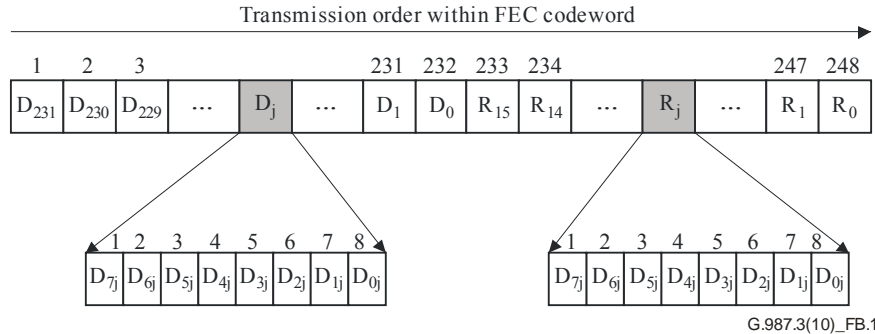 Transmission order within FEC codeword
1 2 3 231 232 233 234 247 248
D231 D230 D229 ... Dj ... D1 D0 R15 R14 ... Rj ... R1 R0
1 2 3 4 5 6 7 8 1 2 3 4 5 6 7 8
D7j D6j D5j D4j D3j D2j D1j D0j D7j D6j D5j D4j D3j D2j D1j D0j
G.987.3(10)_FB.1